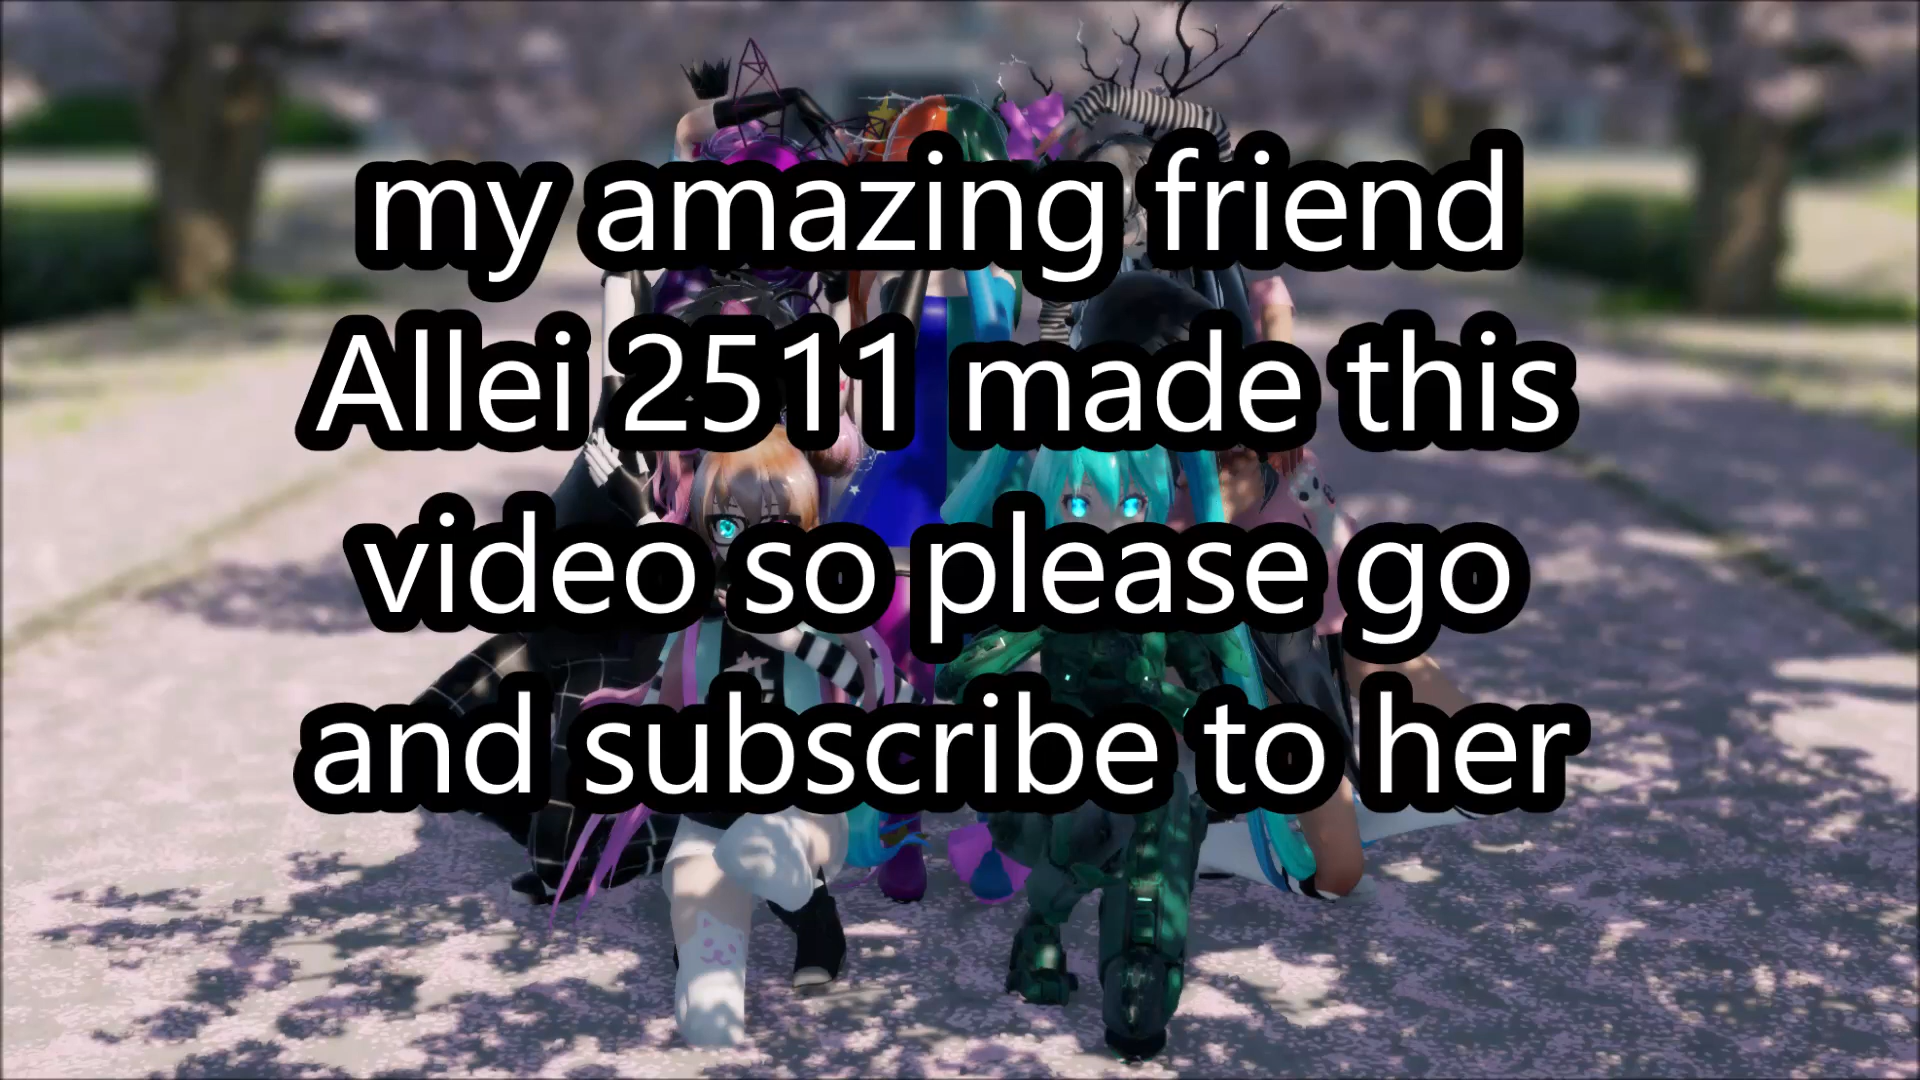 my amazing friend
Allei 2511 made this
video so please go
and subscribe to her